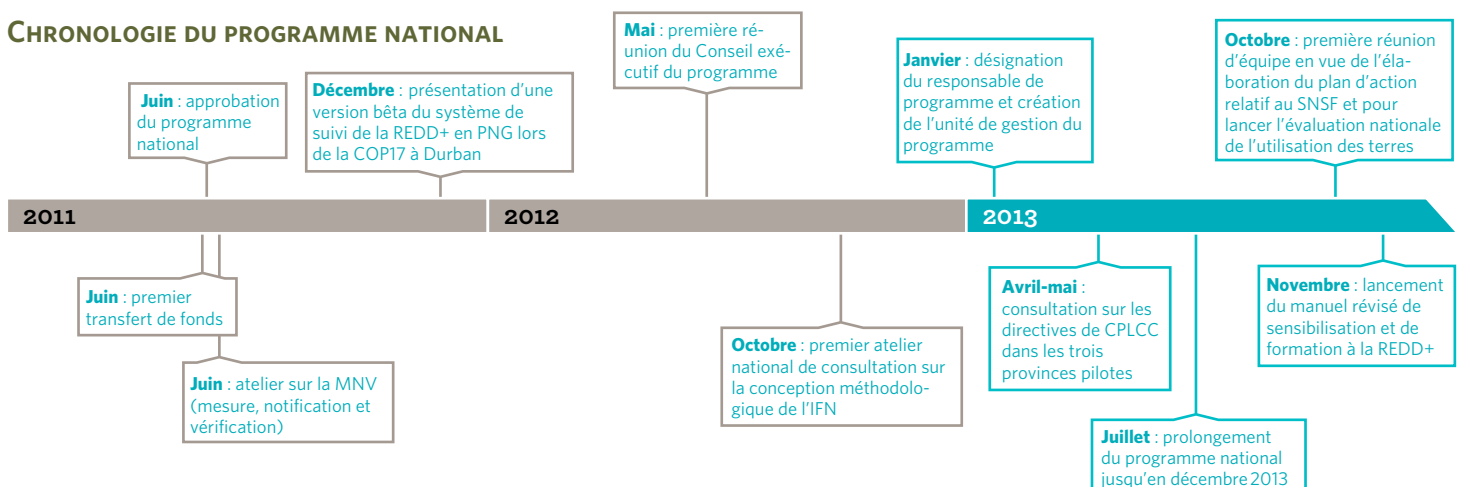 CHRONOLOGIE DU PROGRAMME NATIONAL
Juin : approbation
du programme
national
Décembre : présentation d'une
version bêta du système de
suivi de la REDD+ en PNG lors
de la COP17 à Durban
Mai : première ré-
union du Conseil exé-
cutif du programme
Janvier : désignation
du responsable de
programme et création
de l'unité de gestion du
programme
Octobre : première réunion
d'équipe en vue de l'éla-
boration du plan d'action
relatif au SNSF et pour
lancer l'évaluation nationale
de l'utilisation des terres
2011
2012
2013
Juin : premier
transfert de fonds
Juin : atelier sur la MNV
(mesure, notification et
vérification)
Octobre : premier atelier
national de consultation sur
la conception méthodolo-
gique de l'IFN
Avril-mai :
consultation sur les
directives de CPLCC
dans les trois
provinces pilotes
Juillet : prolongement
du programme national
jusqu'en décembre 2013
Novembre : lancement
du manuel révisé de
sensibilisation et de
formation à la REDD+